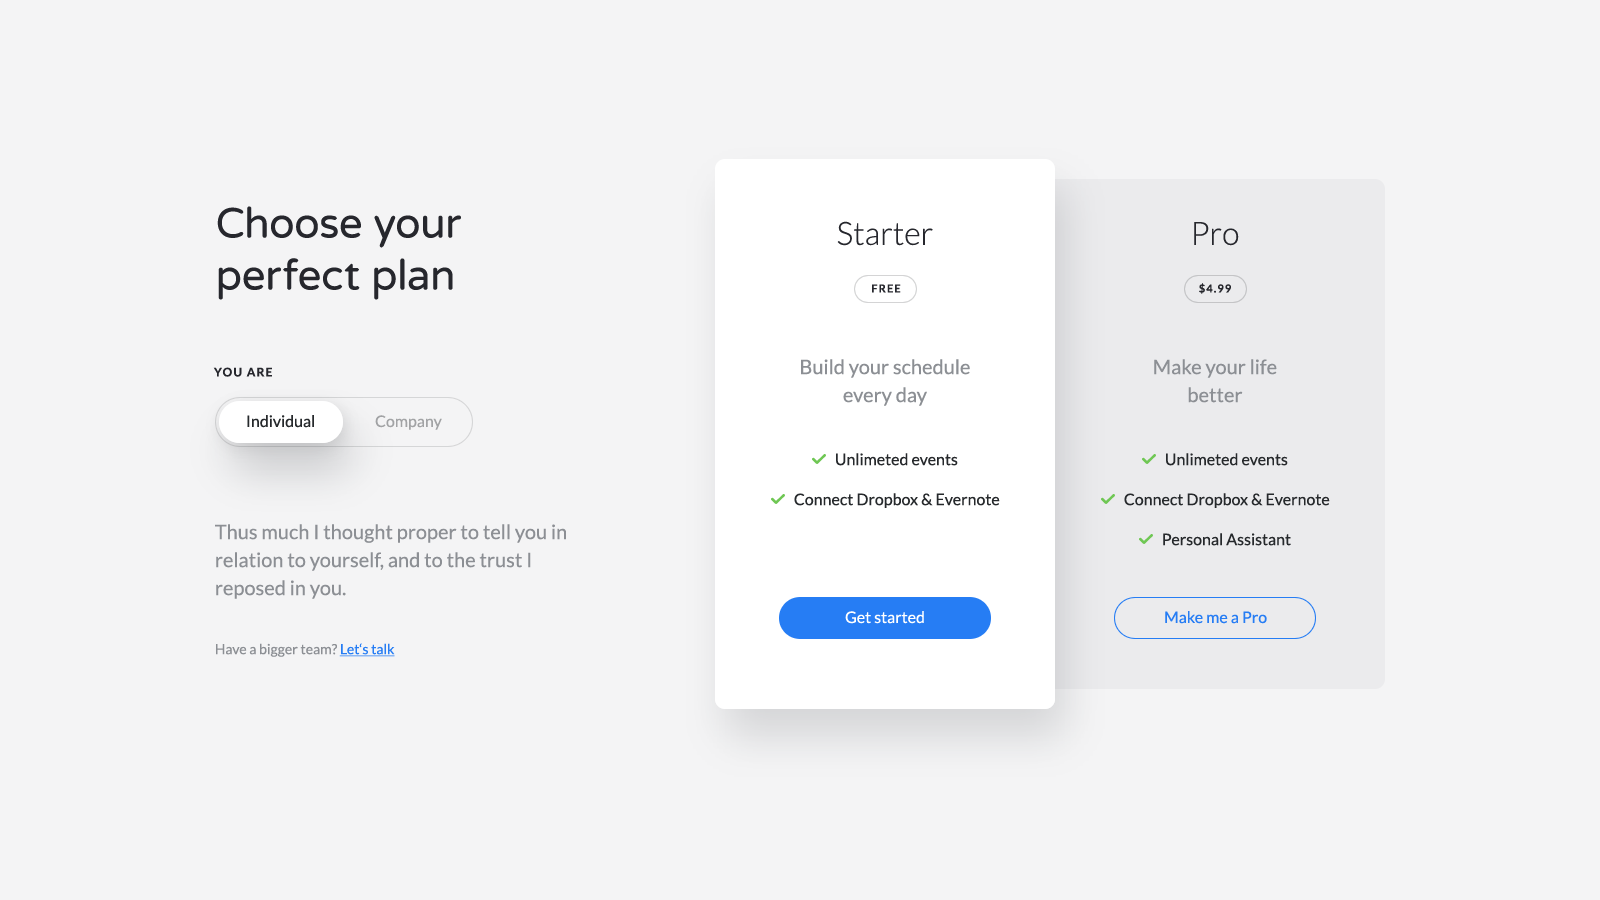 Choose your
perfect plan
YOU ARE
Individual
Company
Thus much I thought proper to tell you in
relation to yourself, and to the trust I
reposed in you.
Have a bigger team? Let‘s talk
Starter
FREE
Build your schedule
every day
Unlimeted events
Connect Dropbox & Evernote
Get started
Pro
$4.99
Make your life
better
Unlimeted events
Connect Dropbox & Evernote
Personal Assistant
Make me a Pro